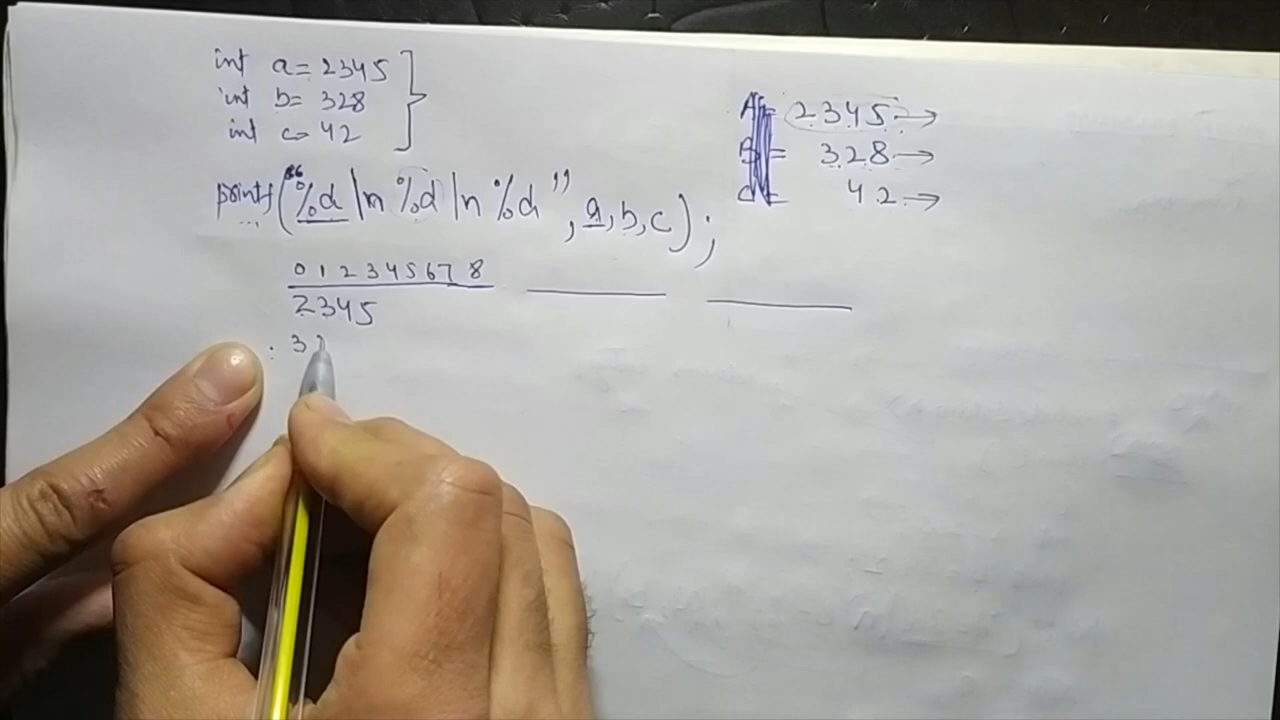 int a= 2345
int b= 328
int c= 42
printf("%d \n %d \n %d", a, b, c);
2345 →
= 328 →
42 →
0 1 2 3 4 5 6 7 8
2345
3